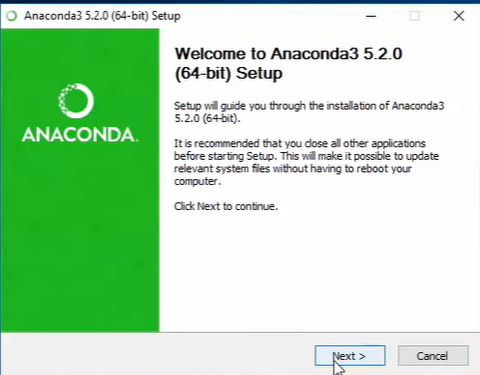 Anaconda3 5.2.0 (64-bit) Setup
ANACONDA.
Welcome to Anaconda3 5.2.0
(64-bit) Setup
Setup will guide you through the installation of Anaconda3
5.2.0 (64-bit).
It is recommended that you close all other applications
before starting Setup. This will make it possible to update
relevant system files without having to reboot your
computer.
Click Next to continue.
Next >
Cancel